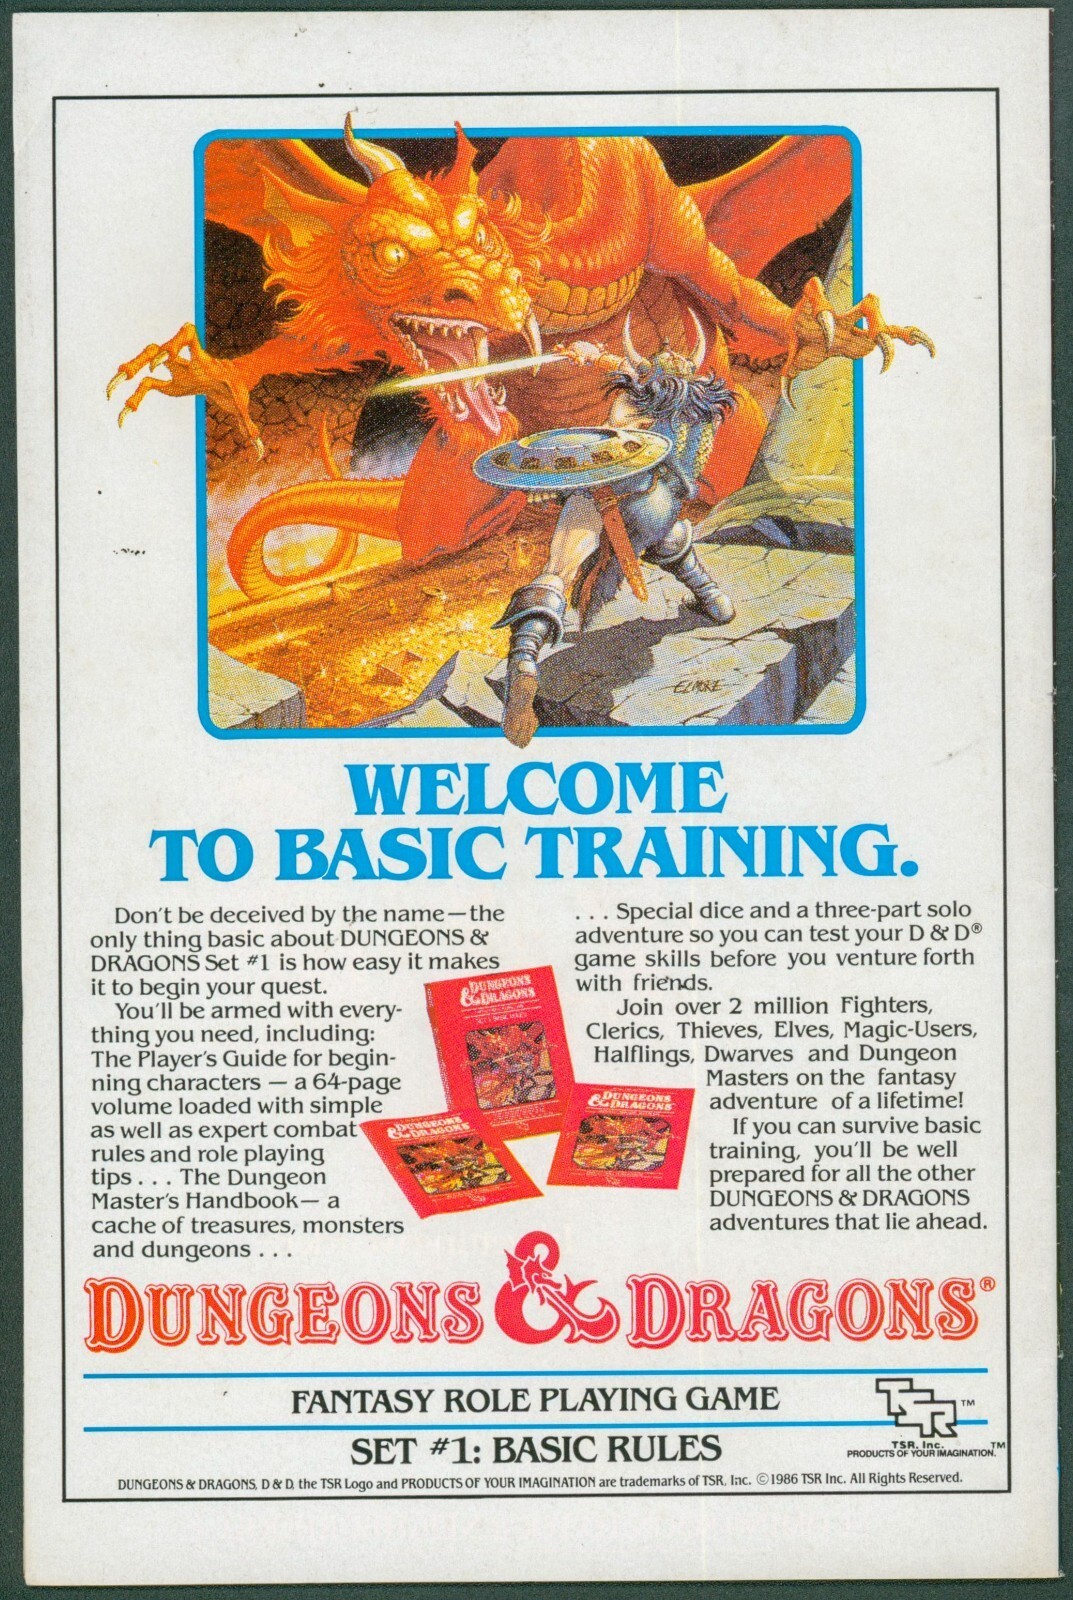 ELMORE
WELCOME
TO BASIC TRAINING.
Don't be deceived by the name—the
only thing basic about DUNGEONS &
DRAGONS Set #1 is how easy it makes
it to begin your quest.
You'll be armed with every-
thing you need, including:
The Player's Guide for begin-
ning characters — a 64-page
volume loaded with simple
as well as expert combat
rules and role playing
tips . . . The Dungeon
Master's Handbook— a
cache of treasures, monsters
and dungeons . . .
. . . Special dice and a three-part solo
adventure so you can test your D & D®
game skills before you venture forth
with friends.
Join over 2 million Fighters,
Clerics, Thieves, Elves, Magic-Users,
Halflings, Dwarves and Dungeon
Masters on the fantasy
adventure of a lifetime!
If you can survive basic
training, you'll be well
prepared for all the other
DUNGEONS & DRAGONS
adventures that lie ahead.
DUNGEONS
& DRAGONS
DUNGEONS
& DRAGONS
DUNGEONS
& DRAGONS
DUNGEONS & DRAGONS®
FANTASY ROLE PLAYING GAME
SET #1: BASIC RULES
TSR™
TSR, Inc.
PRODUCTS OF YOUR IMAGINATION.™
DUNGEONS & DRAGONS, D & D, the TSR Logo and PRODUCTS OF YOUR IMAGINATION are trademarks of TSR, Inc. ©1986 TSR Inc. All Rights Reserved.